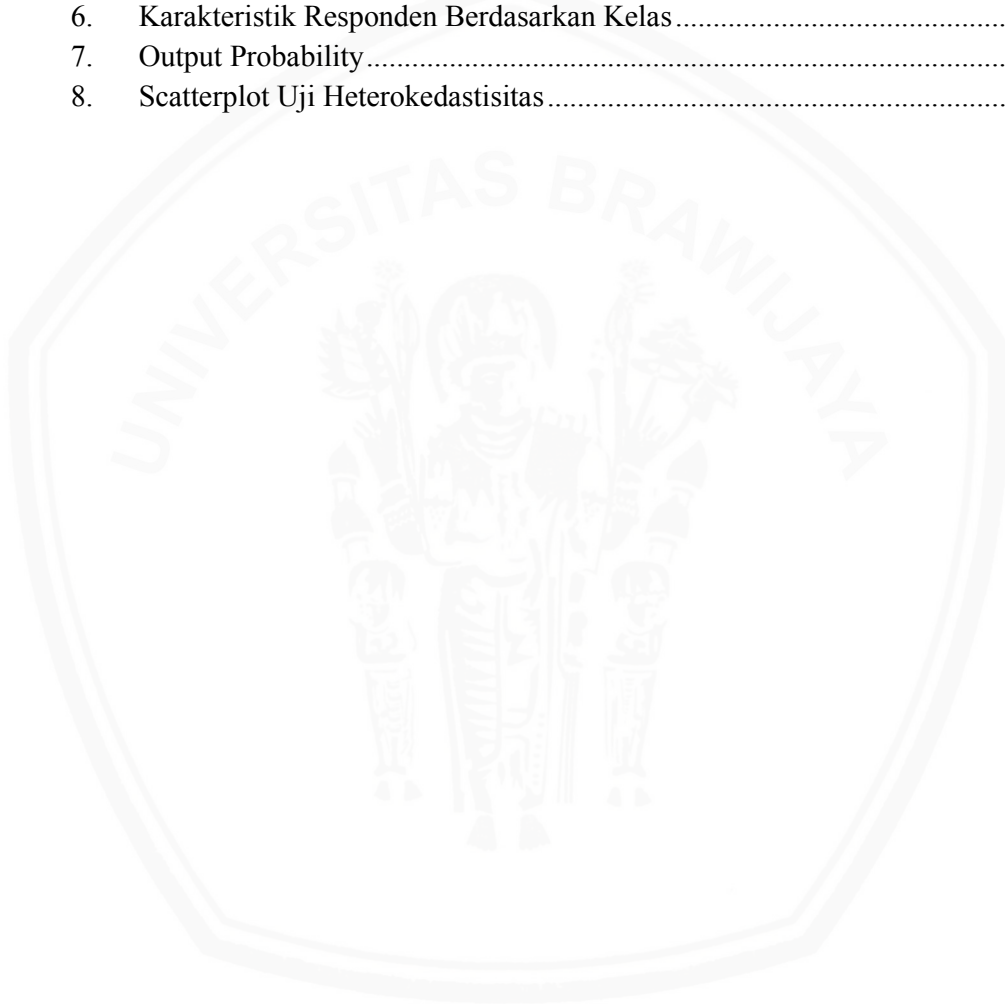 6. Karakteristik Responden Berdasarkan Kelas.......................................
7. Output Probability................................................................................
8. Scatterplot Uji Heterokedastisitas.........................................................
UNIVERSITAS BRAWIJAYA